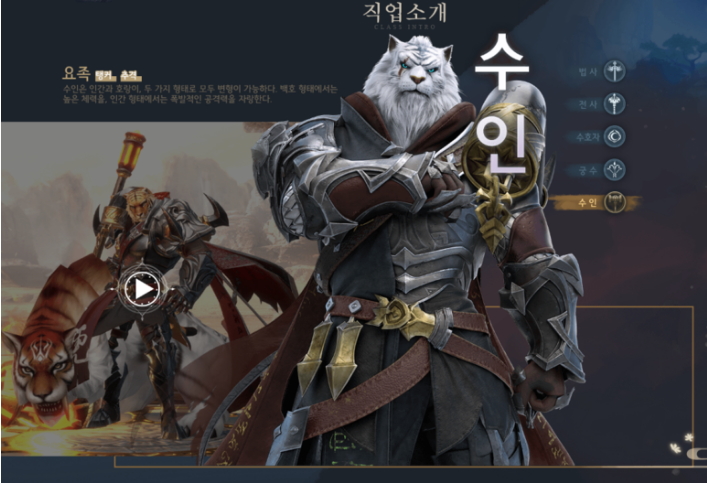 직업소개
CLASS INTRO
수인
요족 탱커 추격
수인은 인간과 호랑이, 두 가지 형태로 모두 변형이 가능하다. 백호 형태에서는
높은 체력을, 인간 형태에서는 폭발적인 공격력을 자랑한다.
법사
전사
수호자
궁수
수인